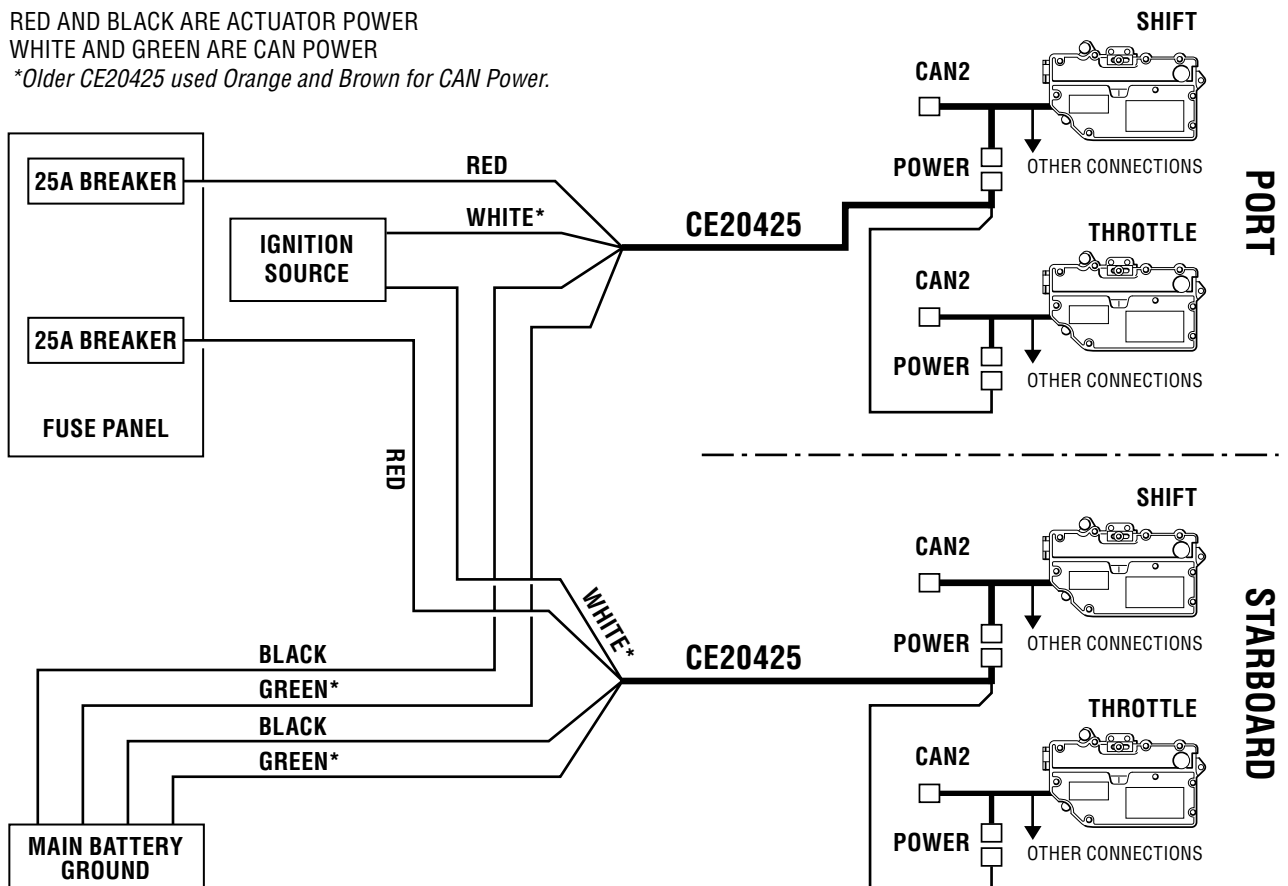 RED AND BLACK ARE ACTUATOR POWER
WHITE AND GREEN ARE CAN POWER
*Older CE20425 used Orange and Brown for CAN Power.
25A BREAKER
25A BREAKER
FUSE PANEL
IGNITION
SOURCE
RED
WHITE*
CE20425
SHIFT
CAN2
POWER
OTHER CONNECTIONS
THROTTLE
CAN2
POWER
OTHER CONNECTIONS
PORT
RED
WHITE*
BLACK
GREEN*
BLACK
GREEN*
MAIN BATTERY
GROUND
CE20425
SHIFT
CAN2
POWER
OTHER CONNECTIONS
THROTTLE
CAN2
POWER
OTHER CONNECTIONS
STARBOARD